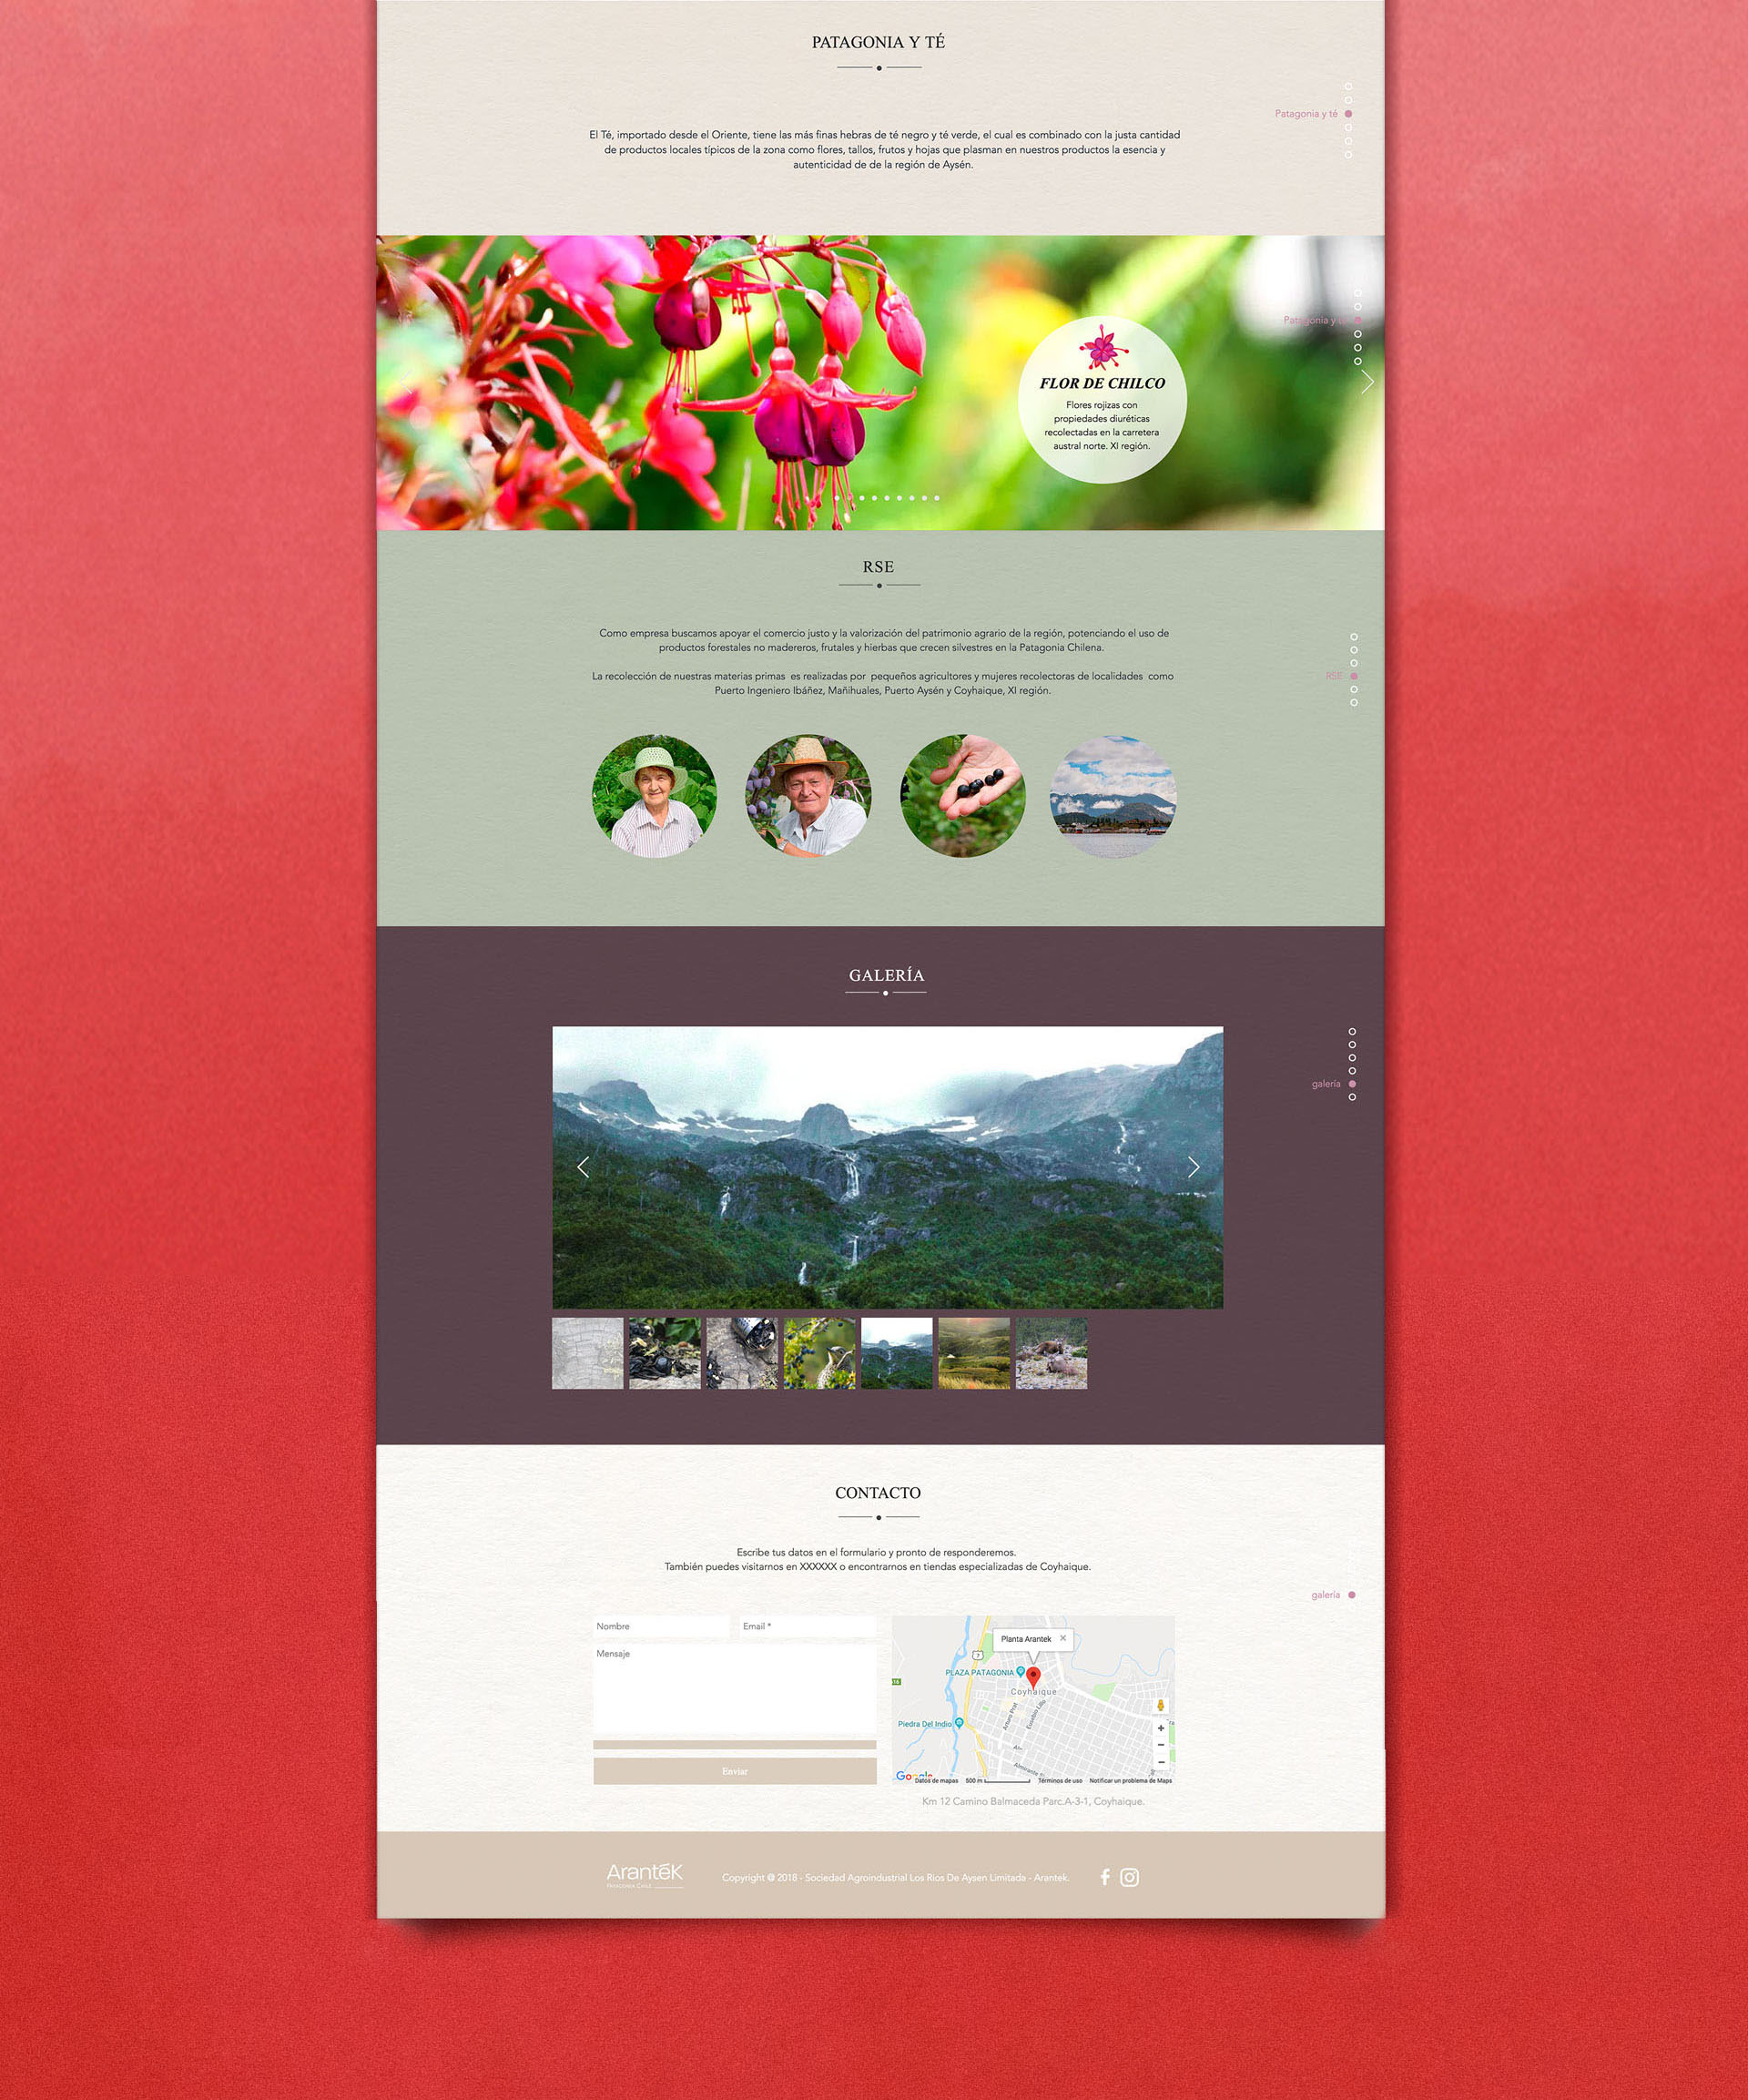 PATAGONIA Y TÉ
Patagonia y té
El Té, importado desde el Oriente, tiene las más finas hebras de té negro y té verde, el cual es combinado con la justa cantidad
de productos locales típicos de la zona como flores, tallos, frutos y hojas que plasman en nuestros productos la esencia y
autenticidad de de la región de Aysén.
Patagonia y té
FLOR DE CHILCO
Flores rojizas con
propiedades diuréticas
recolectadas en la carretera
austral norte. XI región.
RSE
Como empresa buscamos apoyar el comercio justo y la valorización del patrimonio agrario de la región, potenciando el uso de
productos forestales no madereros, frutales y hierbas que crecen silvestres en la Patagonia Chilena.
La recolección de nuestras materias primas es realizadas por pequeños agricultores y mujeres recolectoras de localidades como
Puerto Ingeniero Ibáñez, Mañihuales, Puerto Aysén y Coyhaique, XI región.
RSE
GALERÍA
galería
CONTACTO
Escribe tus datos en el formulario y pronto de responderemos.
También puedes visitarnos en XXXXXX o encontrarnos en tiendas especializadas de Coyhaique.
galería
Nombre
Email *
Mensaje
Enviar
Planta Arantek
7
PLAZA PATAGONIA
Coyhaique
Arturo Prat
Eusebio Lillo
Piedra Del Indio
Google
Datos de mapas 500 m Términos de uso Notificar un problema de Maps
Km 12 Camino Balmaceda Parc.A-3-1, Coyhaique.
AranteK
PATAGONIA CHILE
Copyright @ 2018 - Sociedad Agroindustrial Los Rios De Aysen Limitada - Arantek.